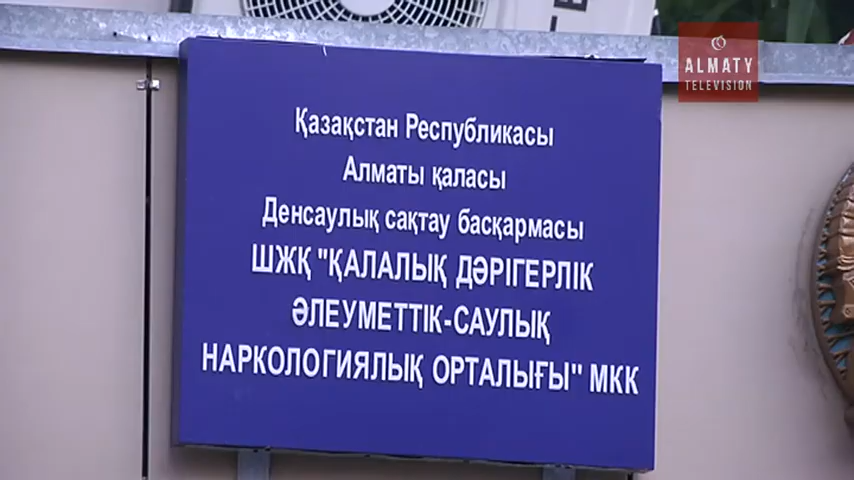 ALMATY
TELEVISION
Қазақстан Республикасы
Алматы қаласы
Денсаулық сақтау басқармасы
ШЖҚ "ҚАЛАЛЫҚ ДӘРІГЕРЛІК
ӘЛЕУМЕТТІК-САУЛЫҚ
НАРКОЛОГИЯЛЫҚ ОРТАЛЫҒЫ" МКК